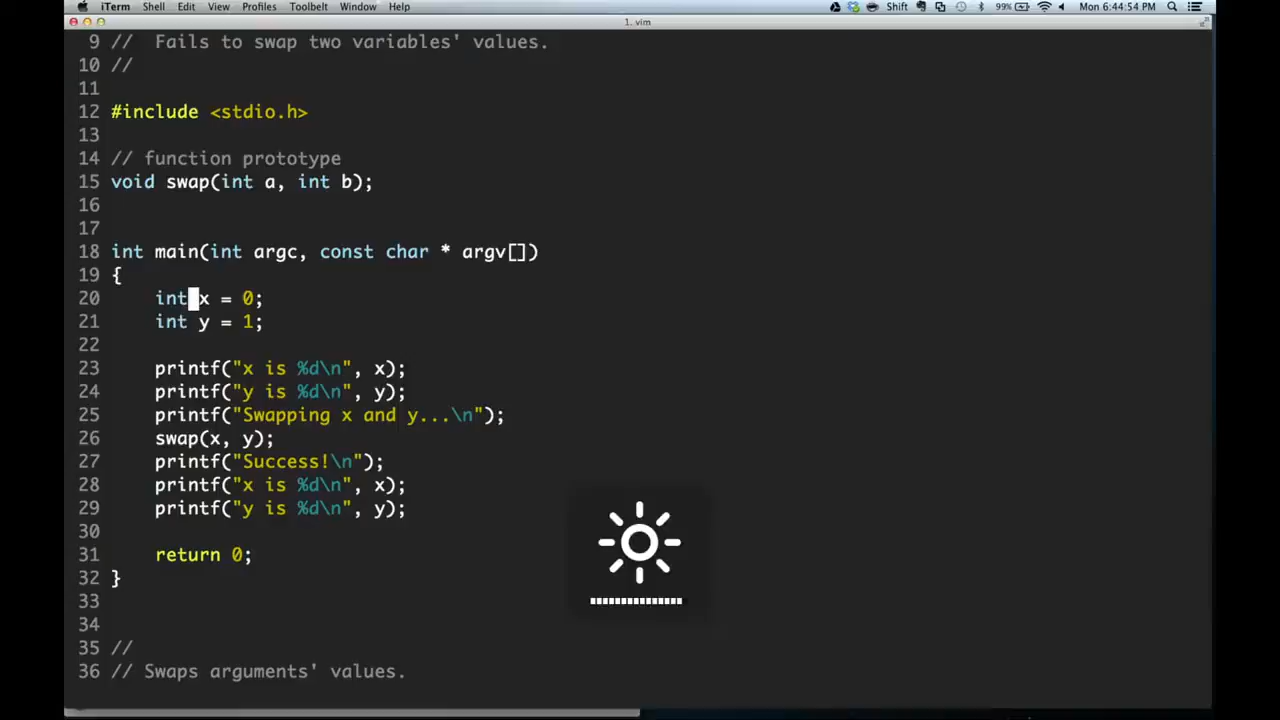 iTerm Shell Edit View Profiles Toolbelt Window Help Shift 99% Mon 6:44:54 PM
1. vim
9 //  Fails to swap two variables' values.
10 //
11
12 #include <stdio.h>
13
14 // function prototype
15 void swap(int a, int b);
16
17
18 int main(int argc, const char * argv[])
19 {
20     int x = 0;
21     int y = 1;
22
23     printf("x is %d\n", x);
24     printf("y is %d\n", y);
25     printf("Swapping x and y...\n");
26     swap(x, y);
27     printf("Success!\n");
28     printf("x is %d\n", x);
29     printf("y is %d\n", y);
30
31     return 0;
32 }
33
34
35 //
36 // Swaps arguments' values.